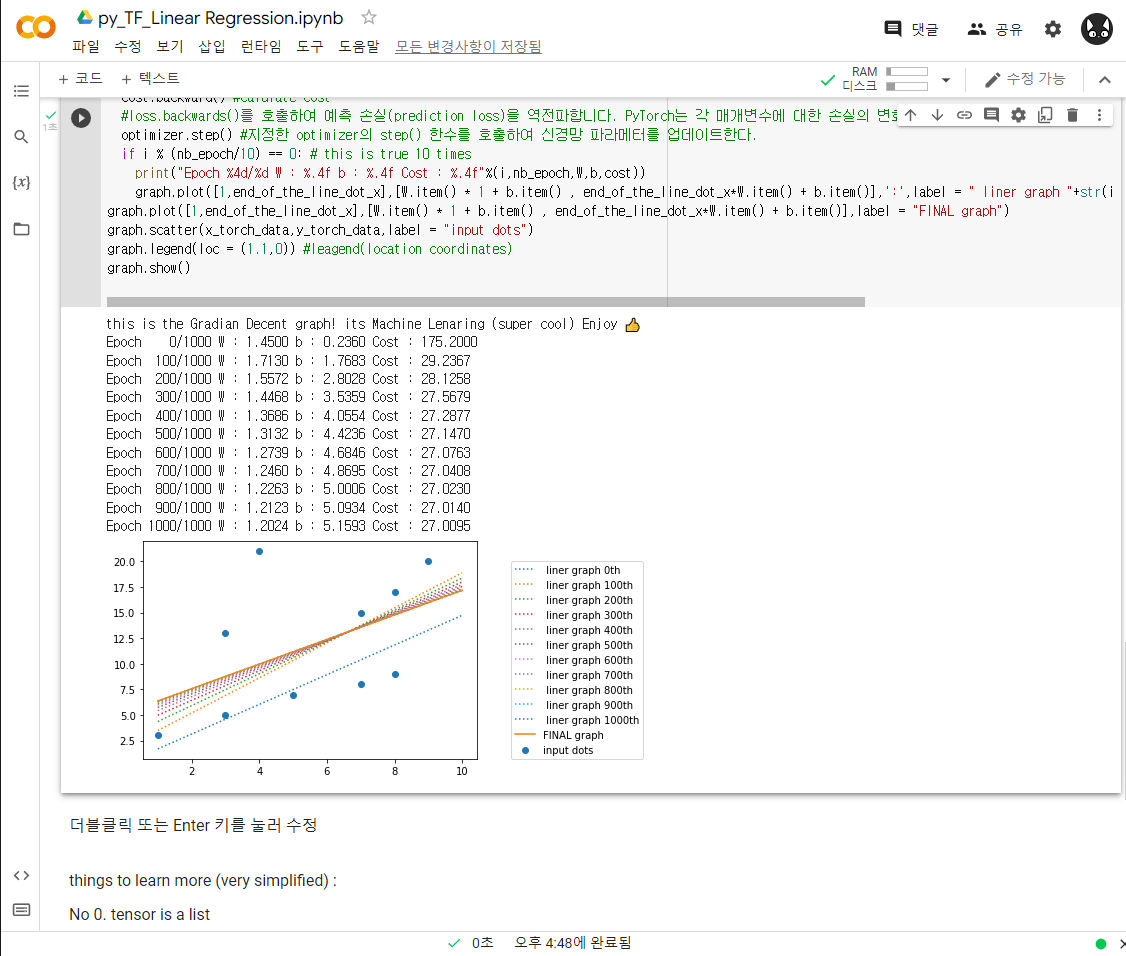 py_TF_Linear Regression.ipynb
파일 수정 보기 삽입 런타임 도구 도움말 모든 변경사항이 저장됨
댓글 공유
+ 코드 + 텍스트
RAM
디스크
수정 가능
1초
#loss.backwards()를 호출하여 예측 손실(prediction loss)을 역전파합니다. PyTorch는 각 매개변수에 대한 손실의
optimizer.step() #지정한 optimizer의 step() 한수를 호출하여 신경망 파라메터를 업데이트한다.
if i % (nb_epoch/10) == 0: # this is true 10 times
print("Epoch %4d/%d W : %.4f b : %.4f Cost : %.4f"%(i,nb_epoch,W,b,cost))
graph.plot([1,end_of_the_line_dot_x],[W.item() * 1 + b.item() , end_of_the_line_dot_x*W.item() + b.item()],':',label = " liner graph "+str(i
graph.plot([1,end_of_the_line_dot_x],[W.item() * 1 + b.item() , end_of_the_line_dot_x*W.item() + b.item()],label = "FINAL graph")
graph.scatter(x_torch_data,y_torch_data,label = "input dots")
graph.legend(loc = (1.1,0)) #leagend(location coordinates)
graph.show()
this is the Gradian Decent graph! its Machine Lenaring (super cool) Enjoy 👍
Epoch    0/1000 W : 1.4500 b : 0.2360 Cost : 175.2000
Epoch  100/1000 W : 1.7130 b : 1.7683 Cost : 29.2367
Epoch  200/1000 W : 1.5572 b : 2.8028 Cost : 28.1258
Epoch  300/1000 W : 1.4468 b : 3.5359 Cost : 27.5679
Epoch  400/1000 W : 1.3686 b : 4.0554 Cost : 27.2877
Epoch  500/1000 W : 1.3132 b : 4.4236 Cost : 27.1470
Epoch  600/1000 W : 1.2739 b : 4.6846 Cost : 27.0763
Epoch  700/1000 W : 1.2460 b : 4.8695 Cost : 27.0408
Epoch  800/1000 W : 1.2263 b : 5.0006 Cost : 27.0230
Epoch  900/1000 W : 1.2123 b : 5.0934 Cost : 27.0140
Epoch 1000/1000 W : 1.2024 b : 5.1593 Cost : 27.0095
20.0
17.5
15.0
12.5
10.0
7.5
5.0
2.5
2 4 6 8 10
liner graph 0th
liner graph 100th
liner graph 200th
liner graph 300th
liner graph 400th
liner graph 500th
liner graph 600th
liner graph 700th
liner graph 800th
liner graph 900th
liner graph 1000th
FINAL graph
input dots
더블클릭 또는 Enter 키를 눌러 수정
things to learn more (very simplified) :
No 0. tensor is a list
0초 오후 4:48에 완료됨